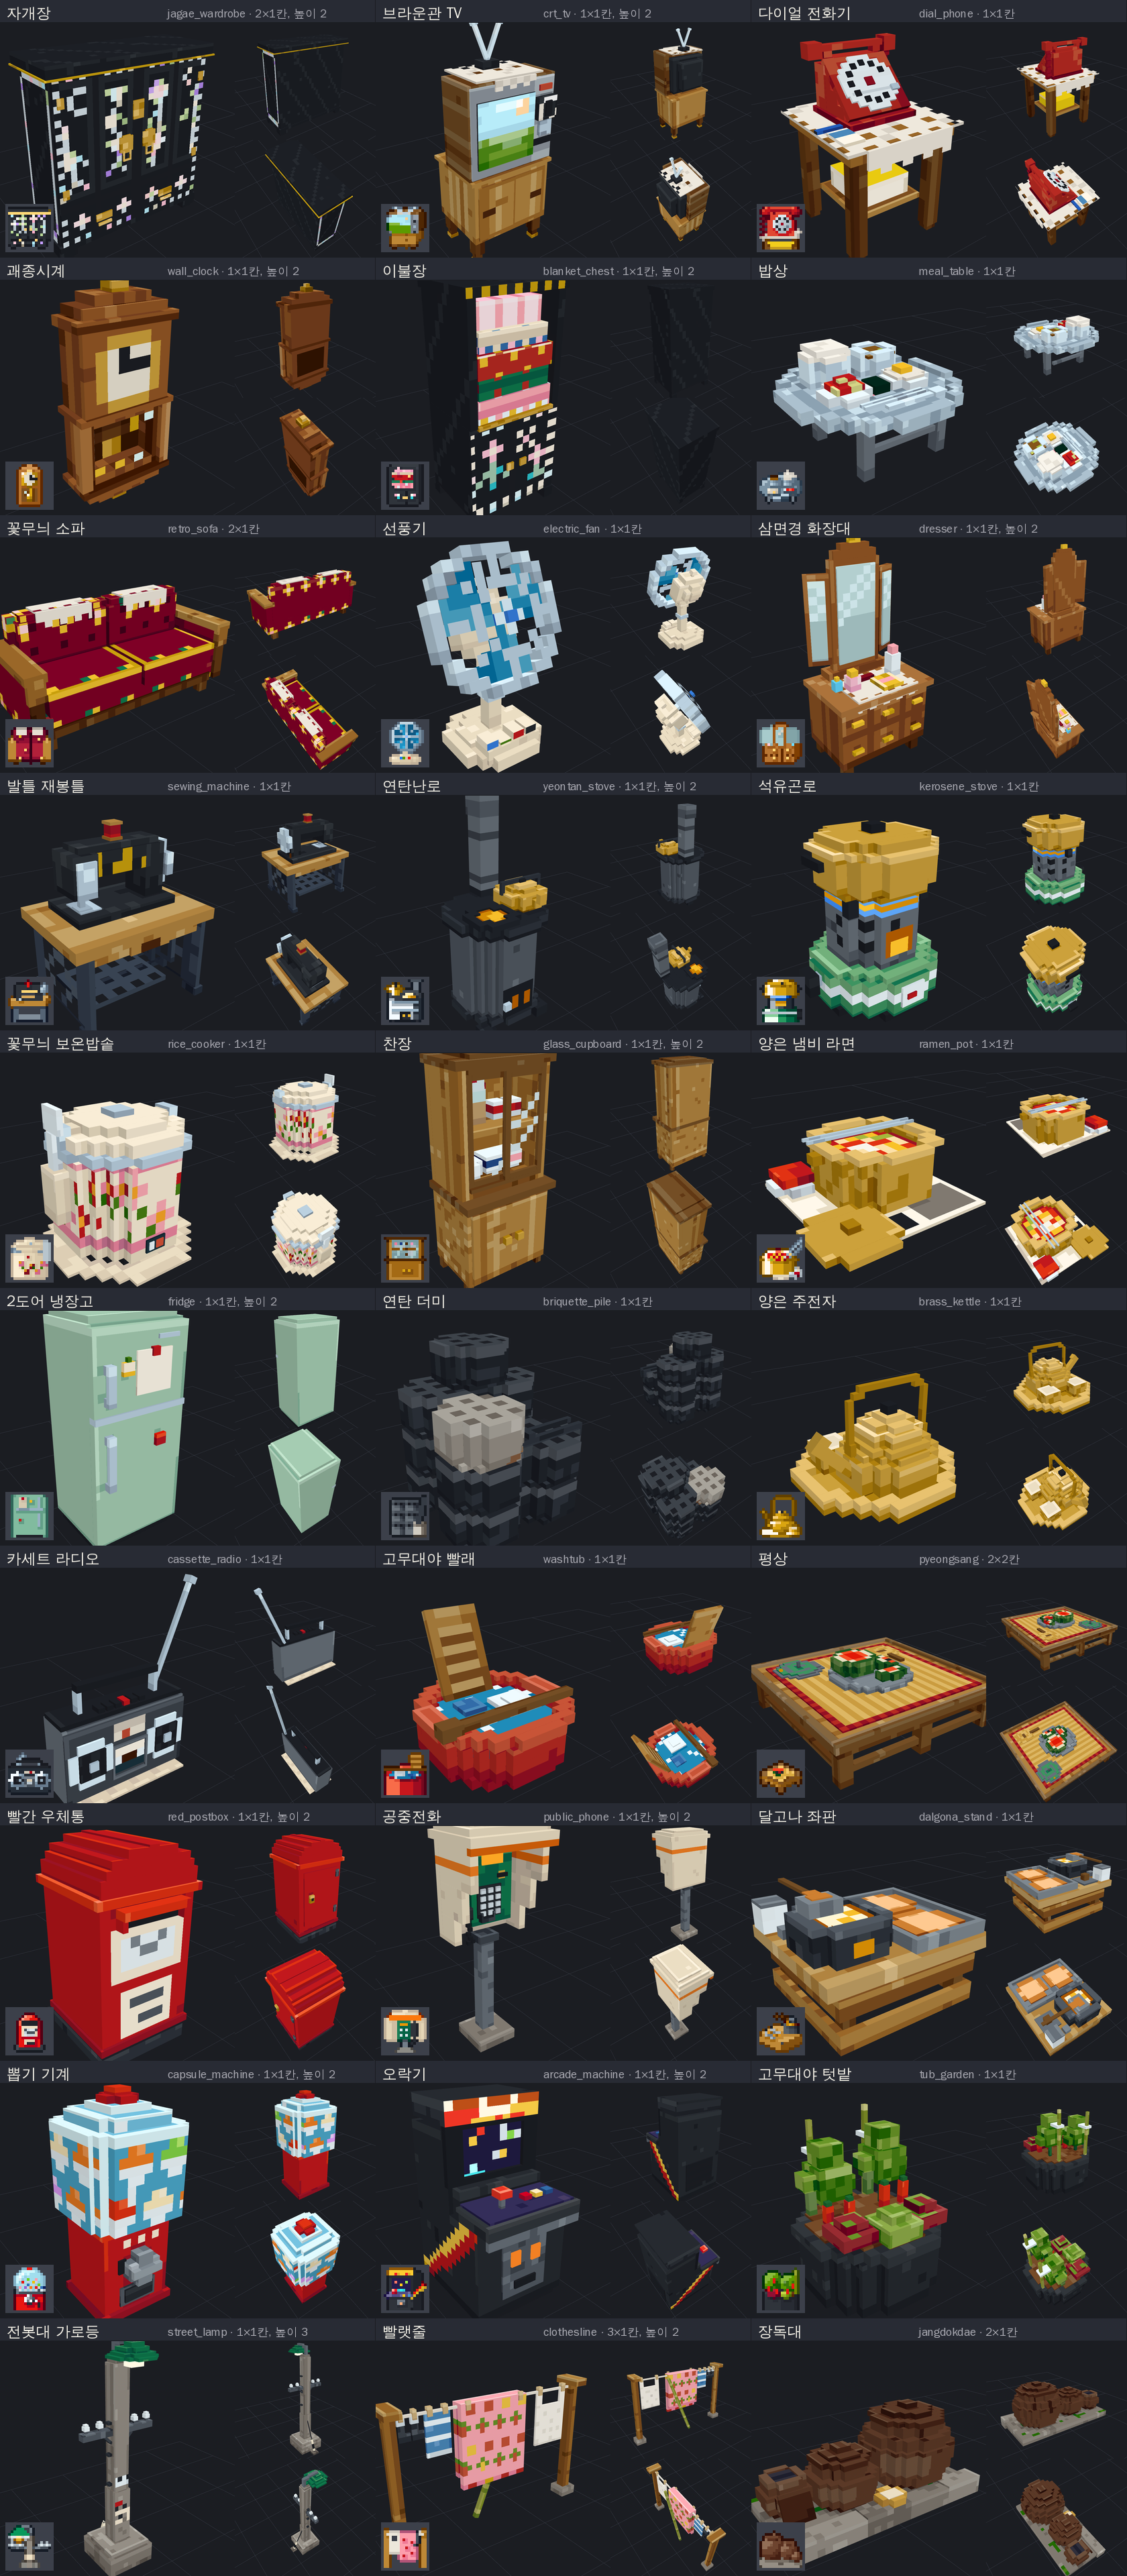 자개장 jagae_wardrobe · 2×1칸, 높이 2
브라운관 TV crt_tv · 1×1칸, 높이 2
다이얼 전화기 dial_phone · 1×1칸
괘종시계 wall_clock · 1×1칸, 높이 2
이불장 blanket_chest · 1×1칸, 높이 2
밥상 meal_table · 1×1칸
꽃무늬 소파 retro_sofa · 2×1칸
선풍기 electric_fan · 1×1칸
삼면경 화장대 dresser · 1×1칸, 높이 2
발틀 재봉틀 sewing_machine · 1×1칸
연탄난로 yeontan_stove · 1×1칸, 높이 2
석유곤로 kerosene_stove · 1×1칸
꽃무늬 보온밥솥 rice_cooker · 1×1칸
찬장 glass_cupboard · 1×1칸, 높이 2
양은 냄비 라면 ramen_pot · 1×1칸
2도어 냉장고 fridge · 1×1칸, 높이 2
연탄 더미 briquette_pile · 1×1칸
양은 주전자 brass_kettle · 1×1칸
카세트 라디오 cassette_radio · 1×1칸
고무대야 빨래 washtub · 1×1칸
평상 pyeongsang · 2×2칸
빨간 우체통 red_postbox · 1×1칸, 높이 2
공중전화 public_phone · 1×1칸, 높이 2
달고나 좌판 dalgona_stand · 1×1칸
뽑기 기계 capsule_machine · 1×1칸, 높이 2
오락기 arcade_machine · 1×1칸, 높이 2
고무대야 텃밭 tub_garden · 1×1칸
전봇대 가로등 street_lamp · 1×1칸, 높이 3
빨랫줄 clothesline · 3×1칸, 높이 2
장독대 jangdokdae · 2×1칸